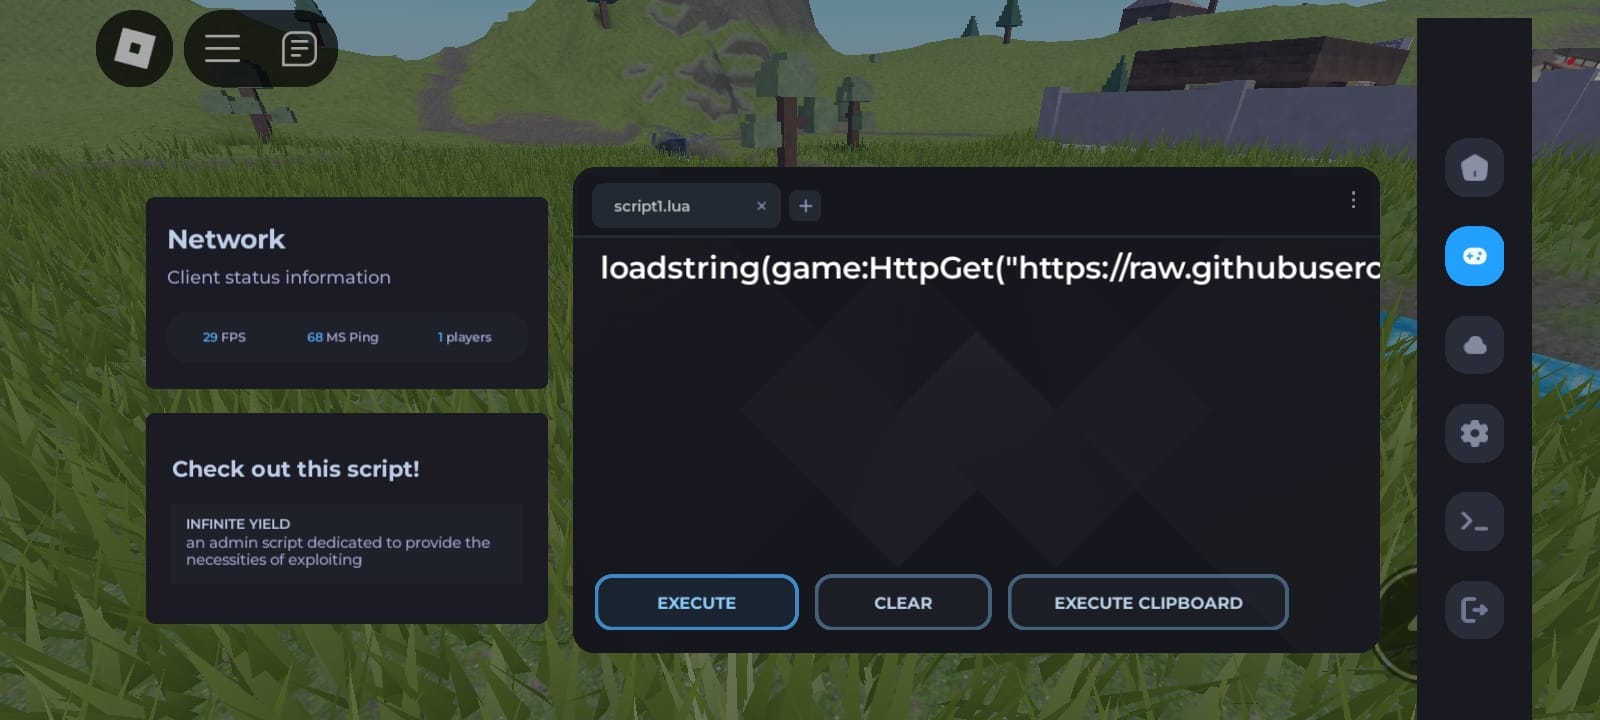 Network
Client status information
29 FPS
68 MS Ping
1 players
Check out this script!
INFINITE YIELD
an admin script dedicated to provide the
necessities of exploiting
script1.lua
loadstring(game:HttpGet("https://raw.githubuserc
EXECUTE
CLEAR
EXECUTE CLIPBOARD